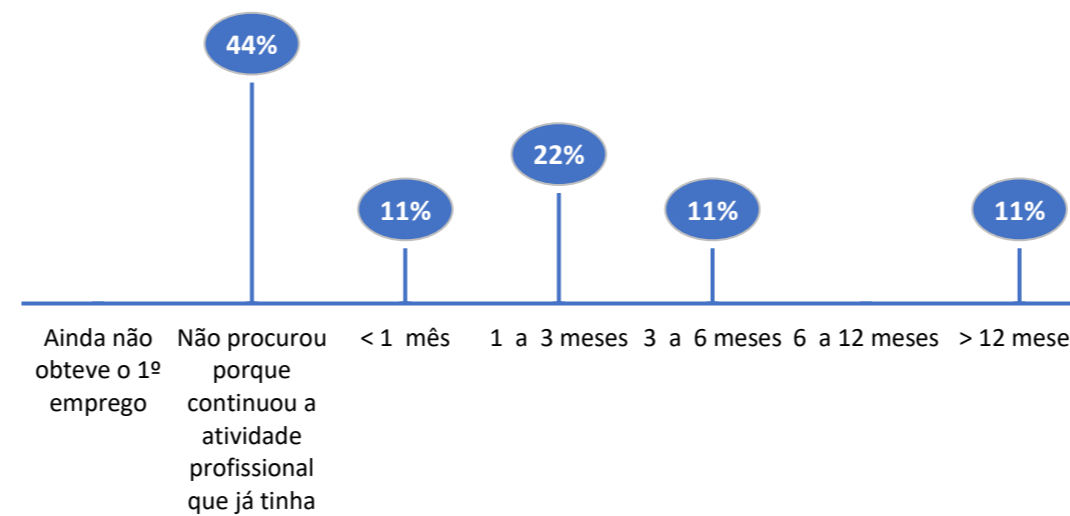 44%
22%
11%
11%
11%
Ainda não
obteve o 1º
emprego
Não procurou
porque
continuou a
atividade
profissional
que já tinha
< 1 mês
1 a 3 meses
3 a 6 meses
6 a 12 meses
> 12 mese